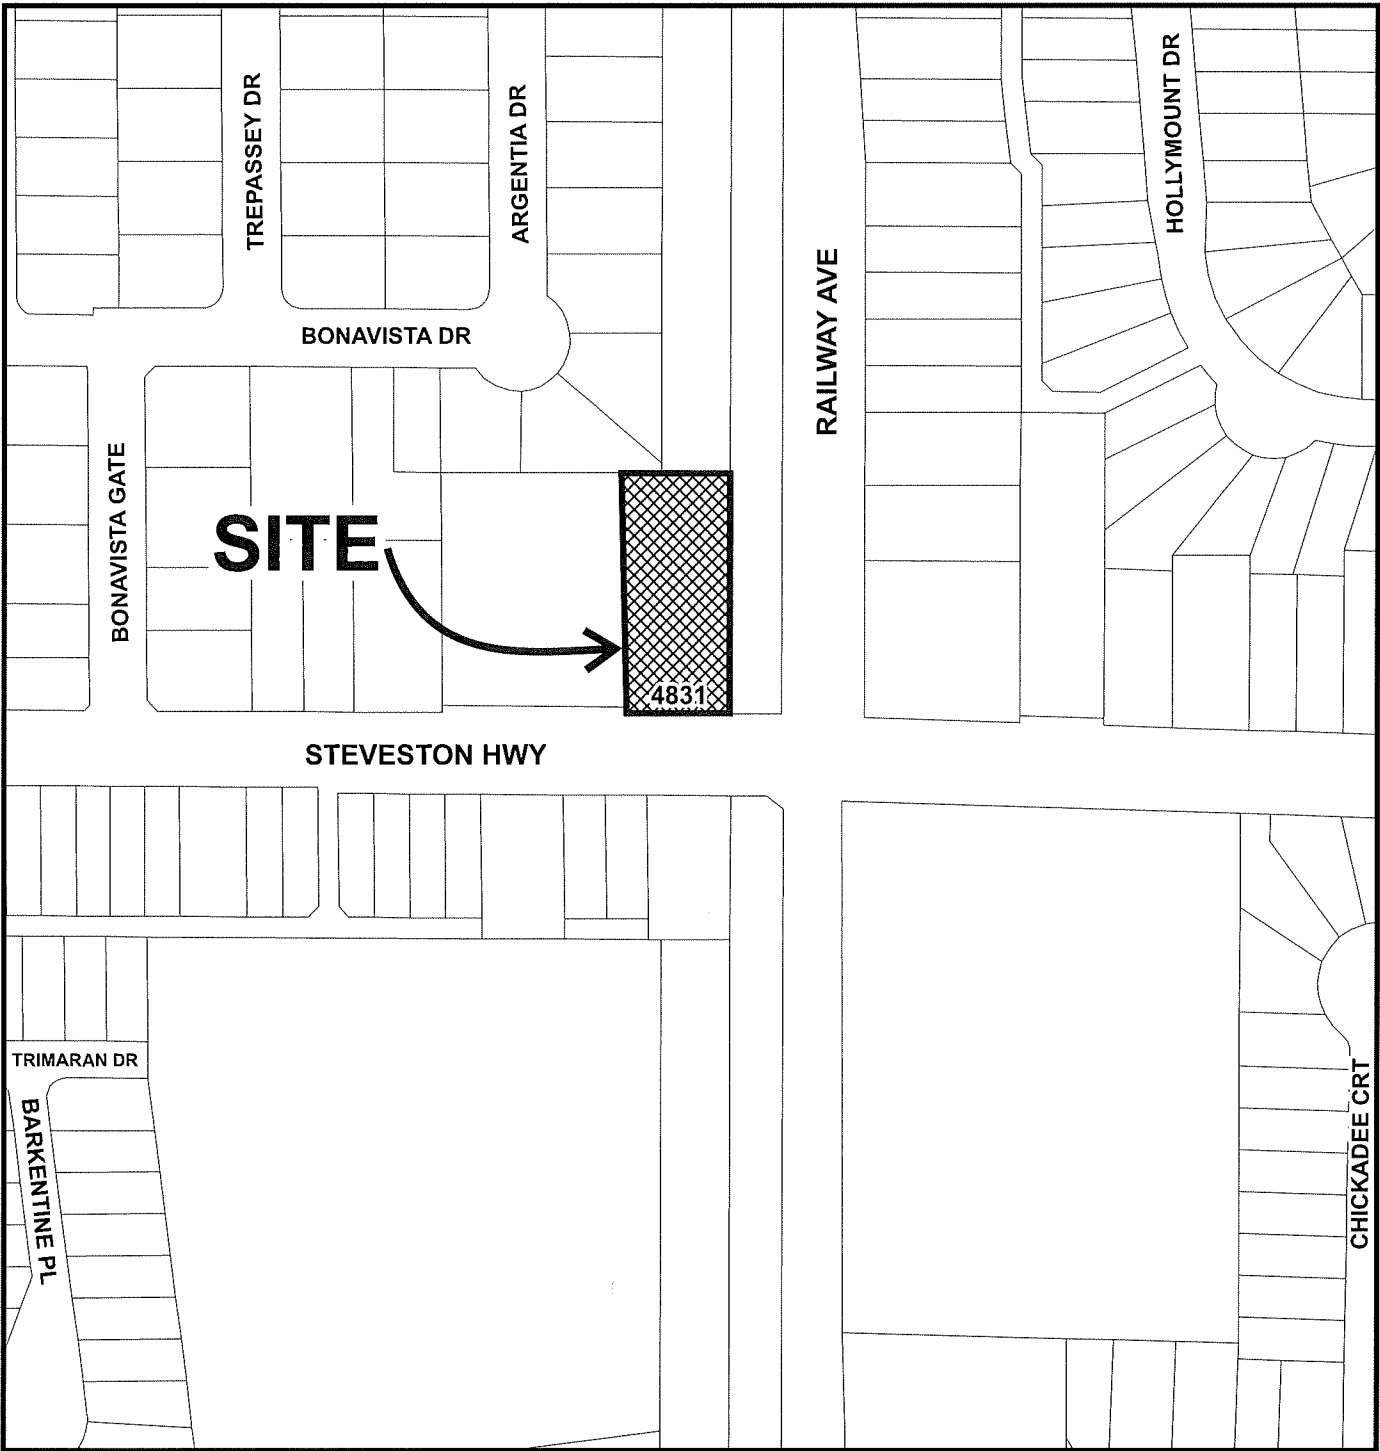 HOLLYMOUNT DR
TREPASSEY DR
ARGENTIA DR
RAILWAY AVE
BONAVISTA DR
BONAVISTA GATE
SITE
4831
STEVESTON HWY
TRIMARAN DR
BARKENTINE PL
CHICKADEE CRT